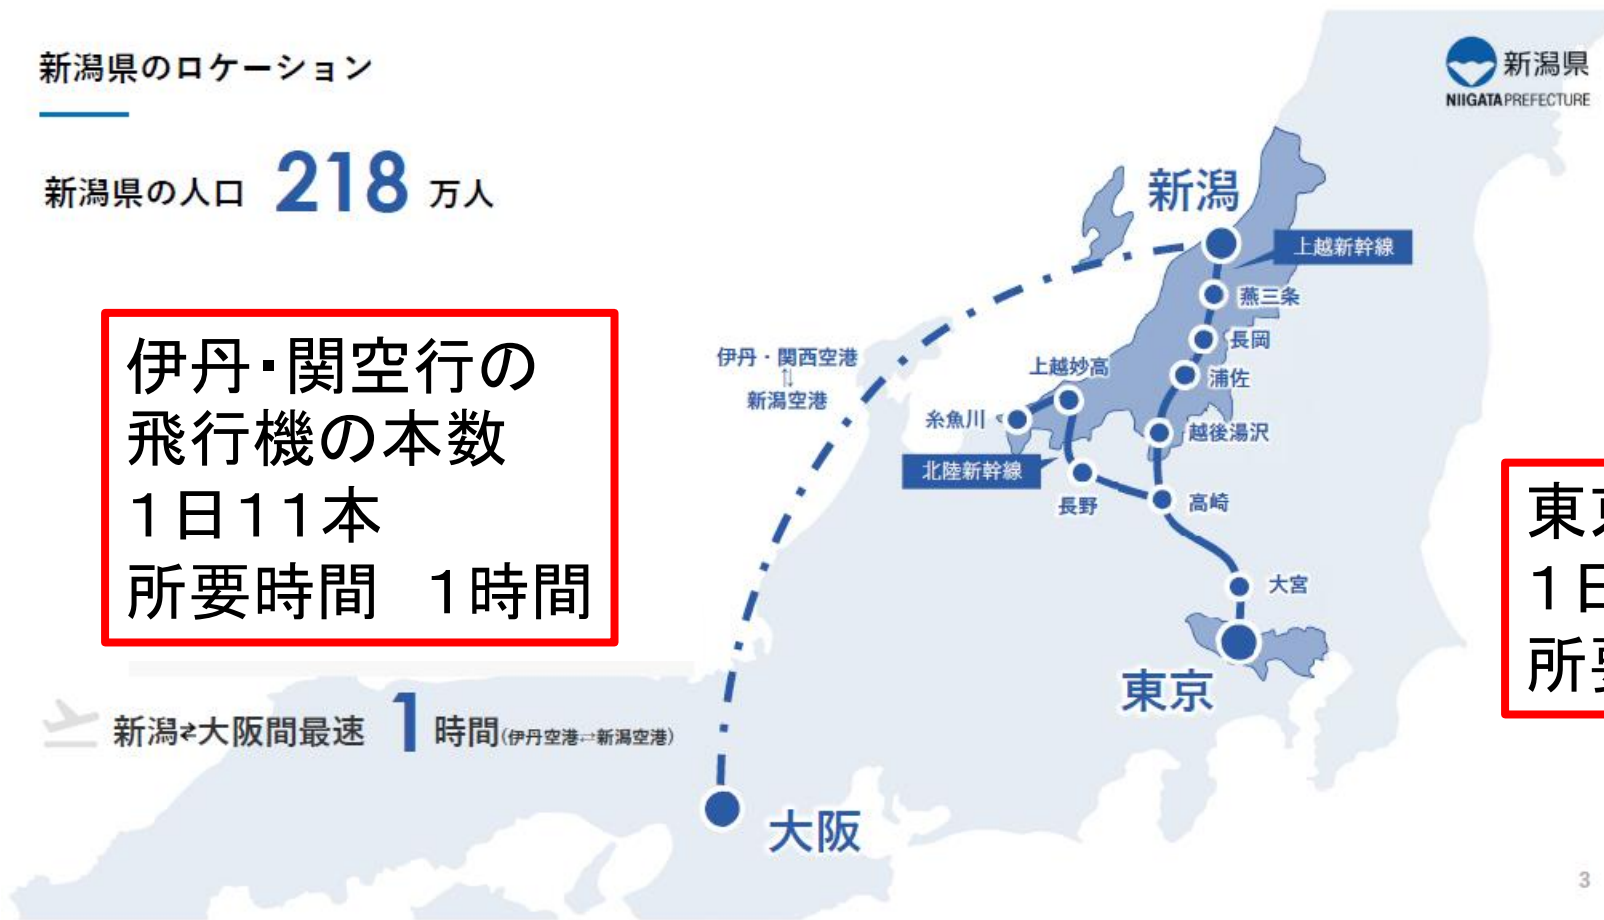 新潟県のロケーション
新潟県
NIIGATA PREFECTURE
新潟県の人口 218 万人
伊丹・関空行の
飛行機の本数
1日11本
所要時間 1時間
新潟⇄大阪間最速 1 時間(伊丹空港⇄新潟空港)
伊丹・関西空港
⇅
新潟空港
新潟
上越新幹線
燕三条
長岡
浦佐
越後湯沢
上越妙高
糸魚川
北陸新幹線
長野
高崎
大宮
東京
大阪
東
1日
所要
3